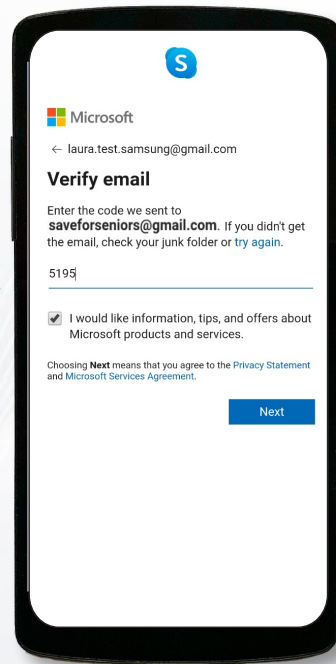 S
Microsoft
← laura.test.samsung@gmail.com
Verify email
Enter the code we sent to
saveforseniors@gmail.com. If you didn't get
the email, check your junk folder or try again.
5195
I would like information, tips, and offers about
Microsoft products and services.
Choosing Next means that you agree to the Privacy Statement
and Microsoft Services Agreement.
Next